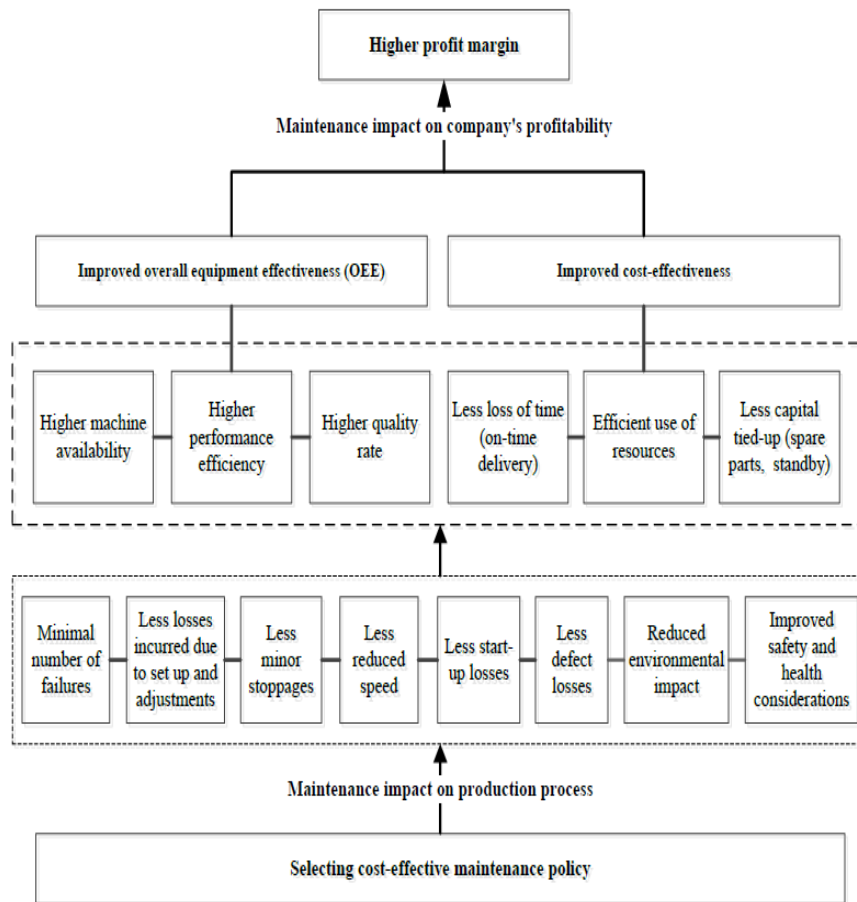 Higher profit margin
Maintenance impact on company's profitability
Improved overall equipment effectiveness (OEE)
Improved cost-effectiveness
Higher machine
availability
Higher
performance
efficiency
Higher quality
rate
Less loss of time
(on-time
delivery)
Efficient use of
resources
Less capital
tied-up (spare
parts, standby)
Minimal
number of
failures
Less losses
incurred due
to set up and
adjustments
Less
minor
stoppages
Less
reduced
speed
Less start-
up losses
Less
defect
losses
Reduced
environmental
impact
Improved
safety and
health
considerations
Maintenance impact on production process
Selecting cost-effective maintenance policy